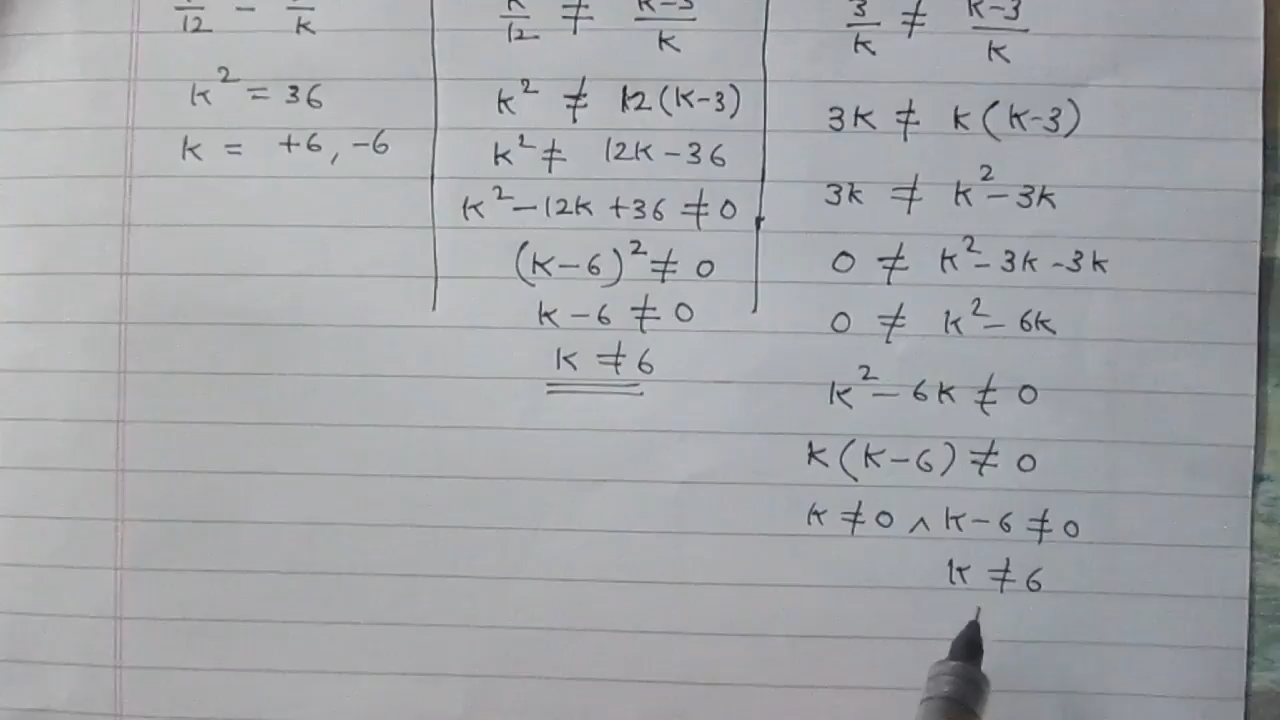 k/12 = 3/k
k² = 36
k = +6, -6
k/12 ≠ k-3/k
k² ≠ 12(k-3)
k² ≠ 12k - 36
k² - 12k + 36 ≠ 0
(k-6)² ≠ 0
k - 6 ≠ 0
k ≠ 6
3/k ≠ k-3/k
3k ≠ k(k-3)
3k ≠ k² - 3k
0 ≠ k² - 3k - 3k
0 ≠ k² - 6k
k² - 6k ≠ 0
k(k-6) ≠ 0
k ≠ 0 ∧ k - 6 ≠ 0
k ≠ 6